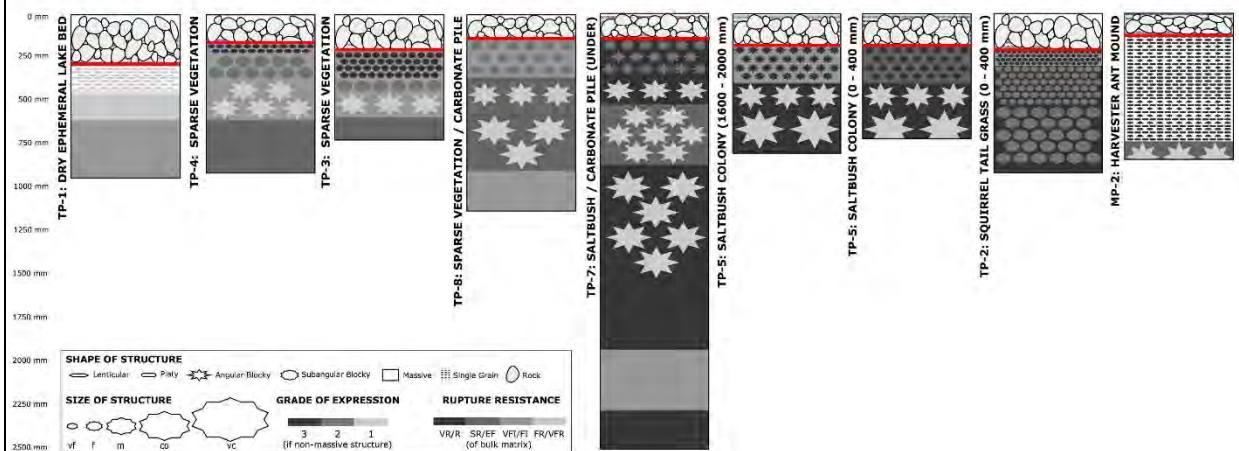 0 mm
250 mm
500 mm
750 mm
1000 mm
1250 mm
1500 mm
1750 mm
2000 mm
2250 mm
2500 mm
TP-1: DRY EPHEMERAL LAKE BED
TP-4: SPARSE VEGETATION
TP-3: SPARSE VEGETATION
TP-8: SPARSE VEGETATION / CARBONATE PILE
TP-7: SALTBUSH / CARBONATE PILE (UNDER)
TP-5: SALTBUSH COLONY (1600 - 2000 mm)
TP-5: SALTBUSH COLONY (0 - 400 mm)
TP-2: SQUIRREL TAIL GRASS (0 - 400 mm)
MP-2: HARVESTER ANT MOUND
SHAPE OF STRUCTURE
Lenticular Platy Angular Blocky Subangular Blocky Massive Single Grain Rock
SIZE OF STRUCTURE
vf f m co vc
GRADE OF EXPRESSION
3 2 1
(if non-massive structure)
RUPTURE RESISTANCE
VR/R SR/EF VFI/FI FR/VFR
(of bulk matrix)